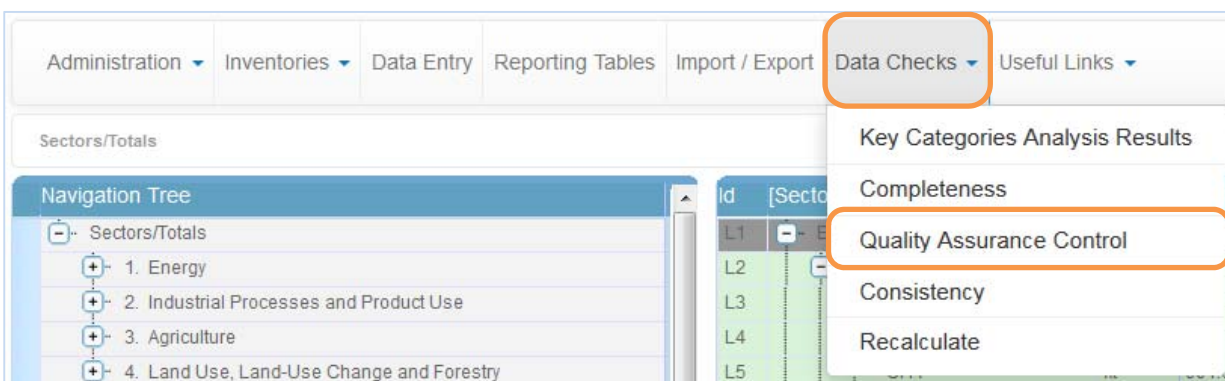 Administration Inventories Data Entry Reporting Tables Import / Export Data Checks Useful Links
Sectors/Totals
Key Categories Analysis Results
Completeness
Quality Assurance Control
Consistency
Recalculate
Navigation Tree
Sectors/Totals
1. Energy
2. Industrial Processes and Product Use
3. Agriculture
4. Land Use, Land-Use Change and Forestry
Id [Secto
L1 E
L2
L3
L4
L5